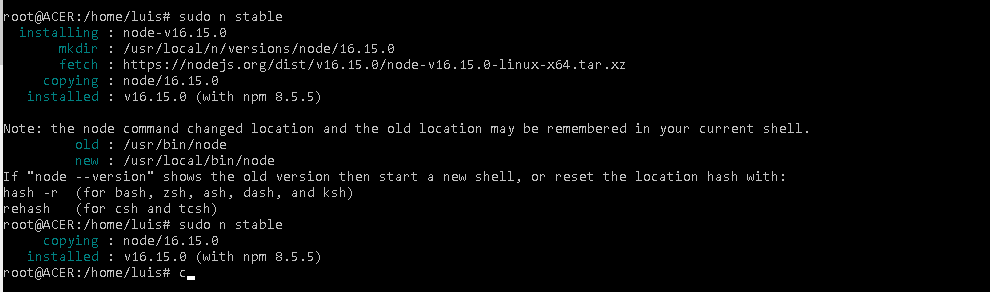 root@ACER:/home/luis# sudo n stable
installing : node-v16.15.0
mkdir : /usr/local/n/versions/node/16.15.0
fetch : https://nodejs.org/dist/v16.15.0/node-v16.15.0-linux-x64.tar.xz
copying : node/16.15.0
installed : v16.15.0 (with npm 8.5.5)
Note: the node command changed location and the old location may be remembered in your current shell.
old : /usr/bin/node
new : /usr/local/bin/node
If "node --version" shows the old version then start a new shell, or reset the location hash with:
hash -r  (for bash, zsh, ash, dash, and ksh)
rehash   (for csh and tcsh)
root@ACER:/home/luis# sudo n stable
copying : node/16.15.0
installed : v16.15.0 (with npm 8.5.5)
root@ACER:/home/luis# c